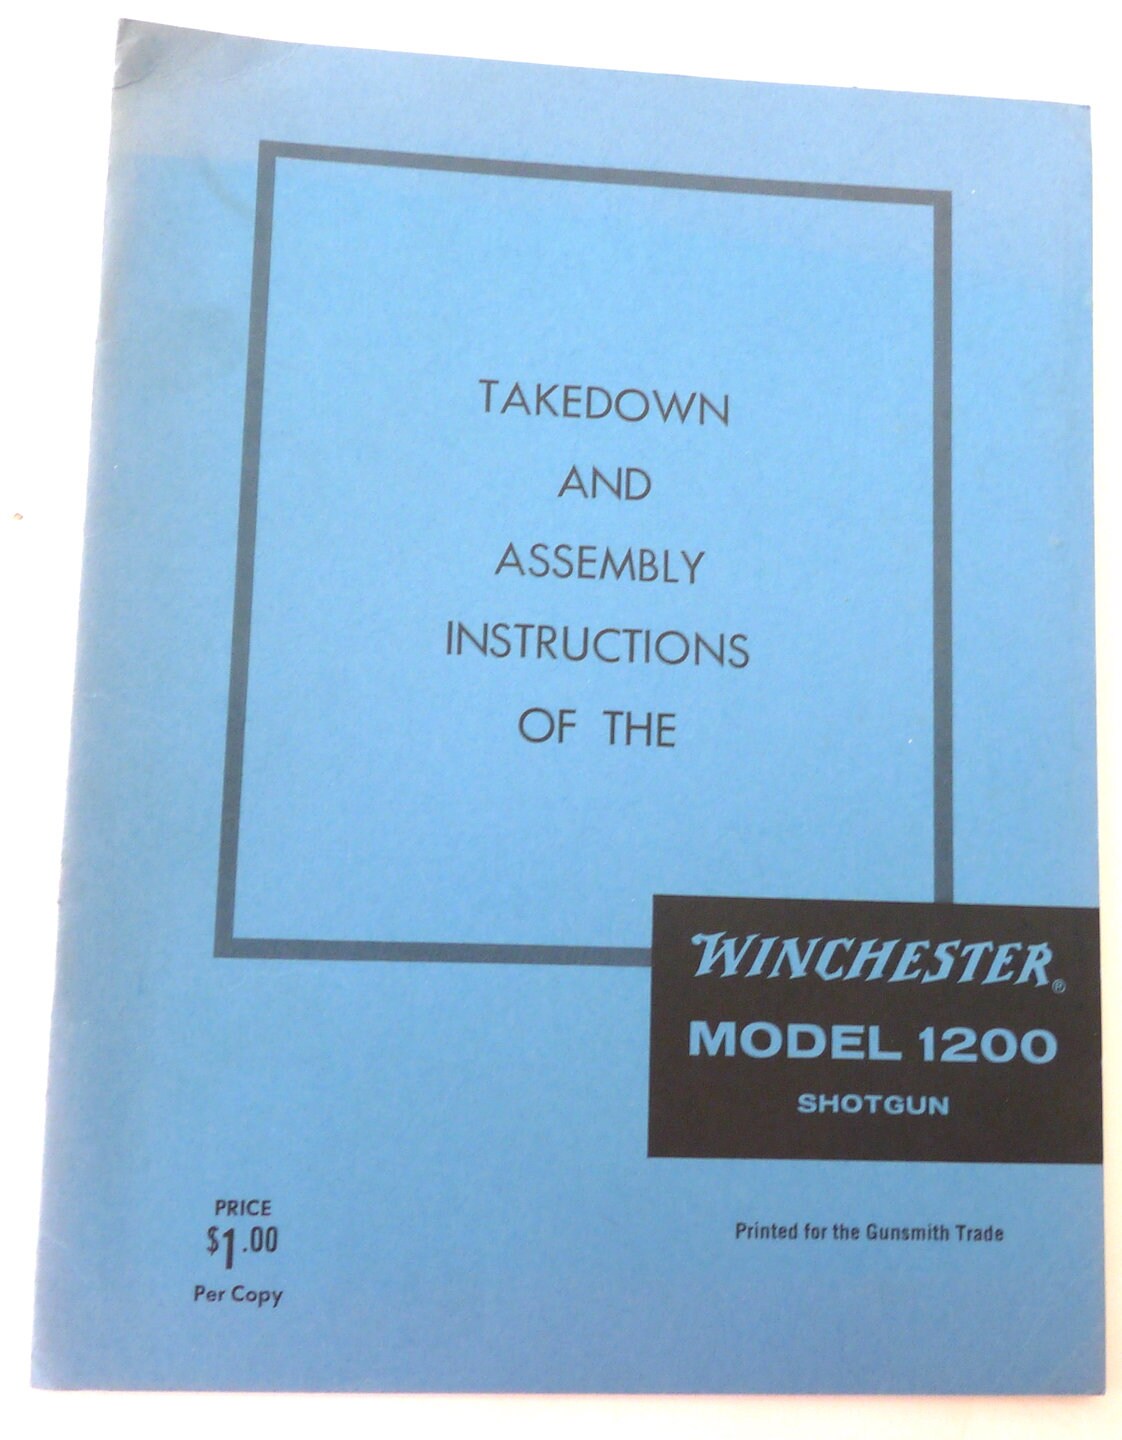 TAKEDOWN
AND
ASSEMBLY
INSTRUCTIONS
OF THE
WINCHESTER®
MODEL 1200
SHOTGUN
PRICE
$1.00
Per Copy
Printed for the Gunsmith Trade